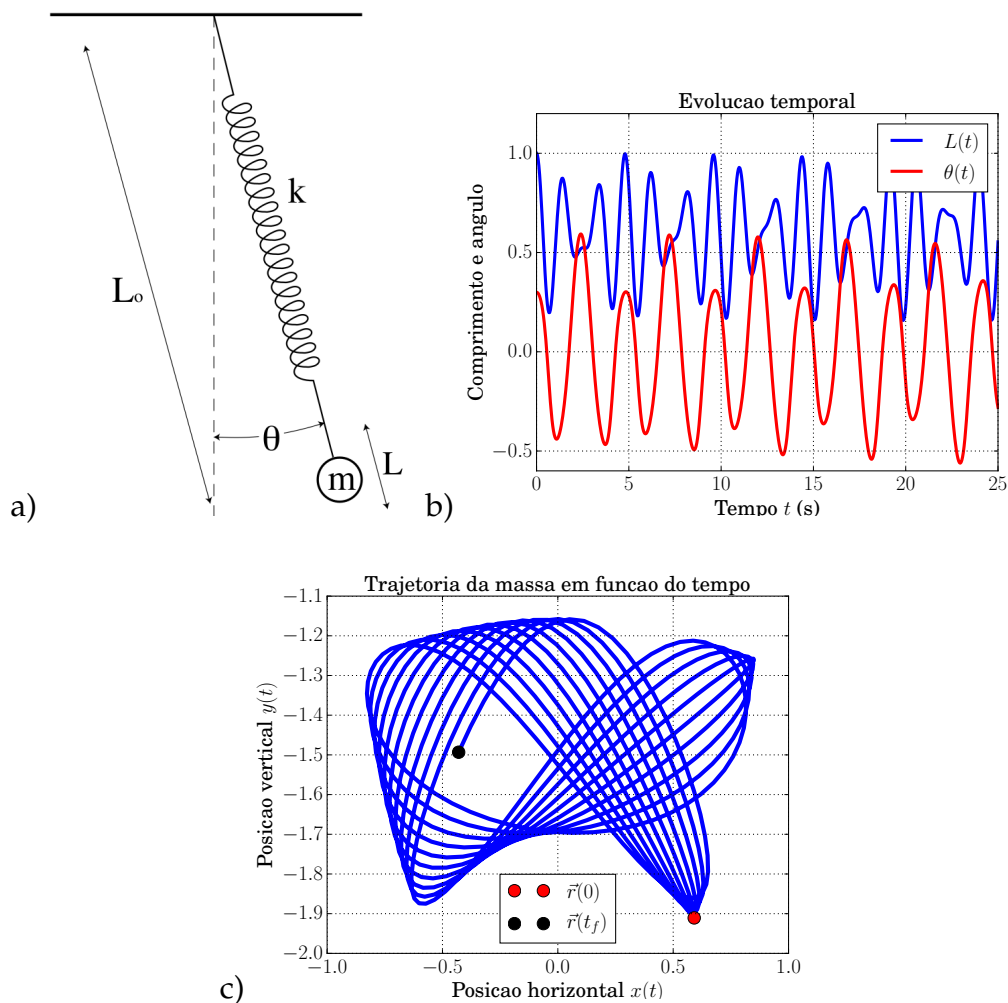 a)
Lo
k
θ
L
m
b)
Evolucao temporal
Comprimento e angulo
1.0
0.5
0.0
−0.5
L(t)
θ(t)
0 5 10 15 20 25
Tempo t (s)
c)
Trajetoria da massa em funcao do tempo
Posicao vertical y(t)
−1.1
−1.2
−1.3
−1.4
−1.5
−1.6
−1.7
−1.8
−1.9
−2.0
r⃗(0)
r⃗(t_f)
−1.0 −0.5 0.0 0.5 1.0
Posicao horizontal x(t)